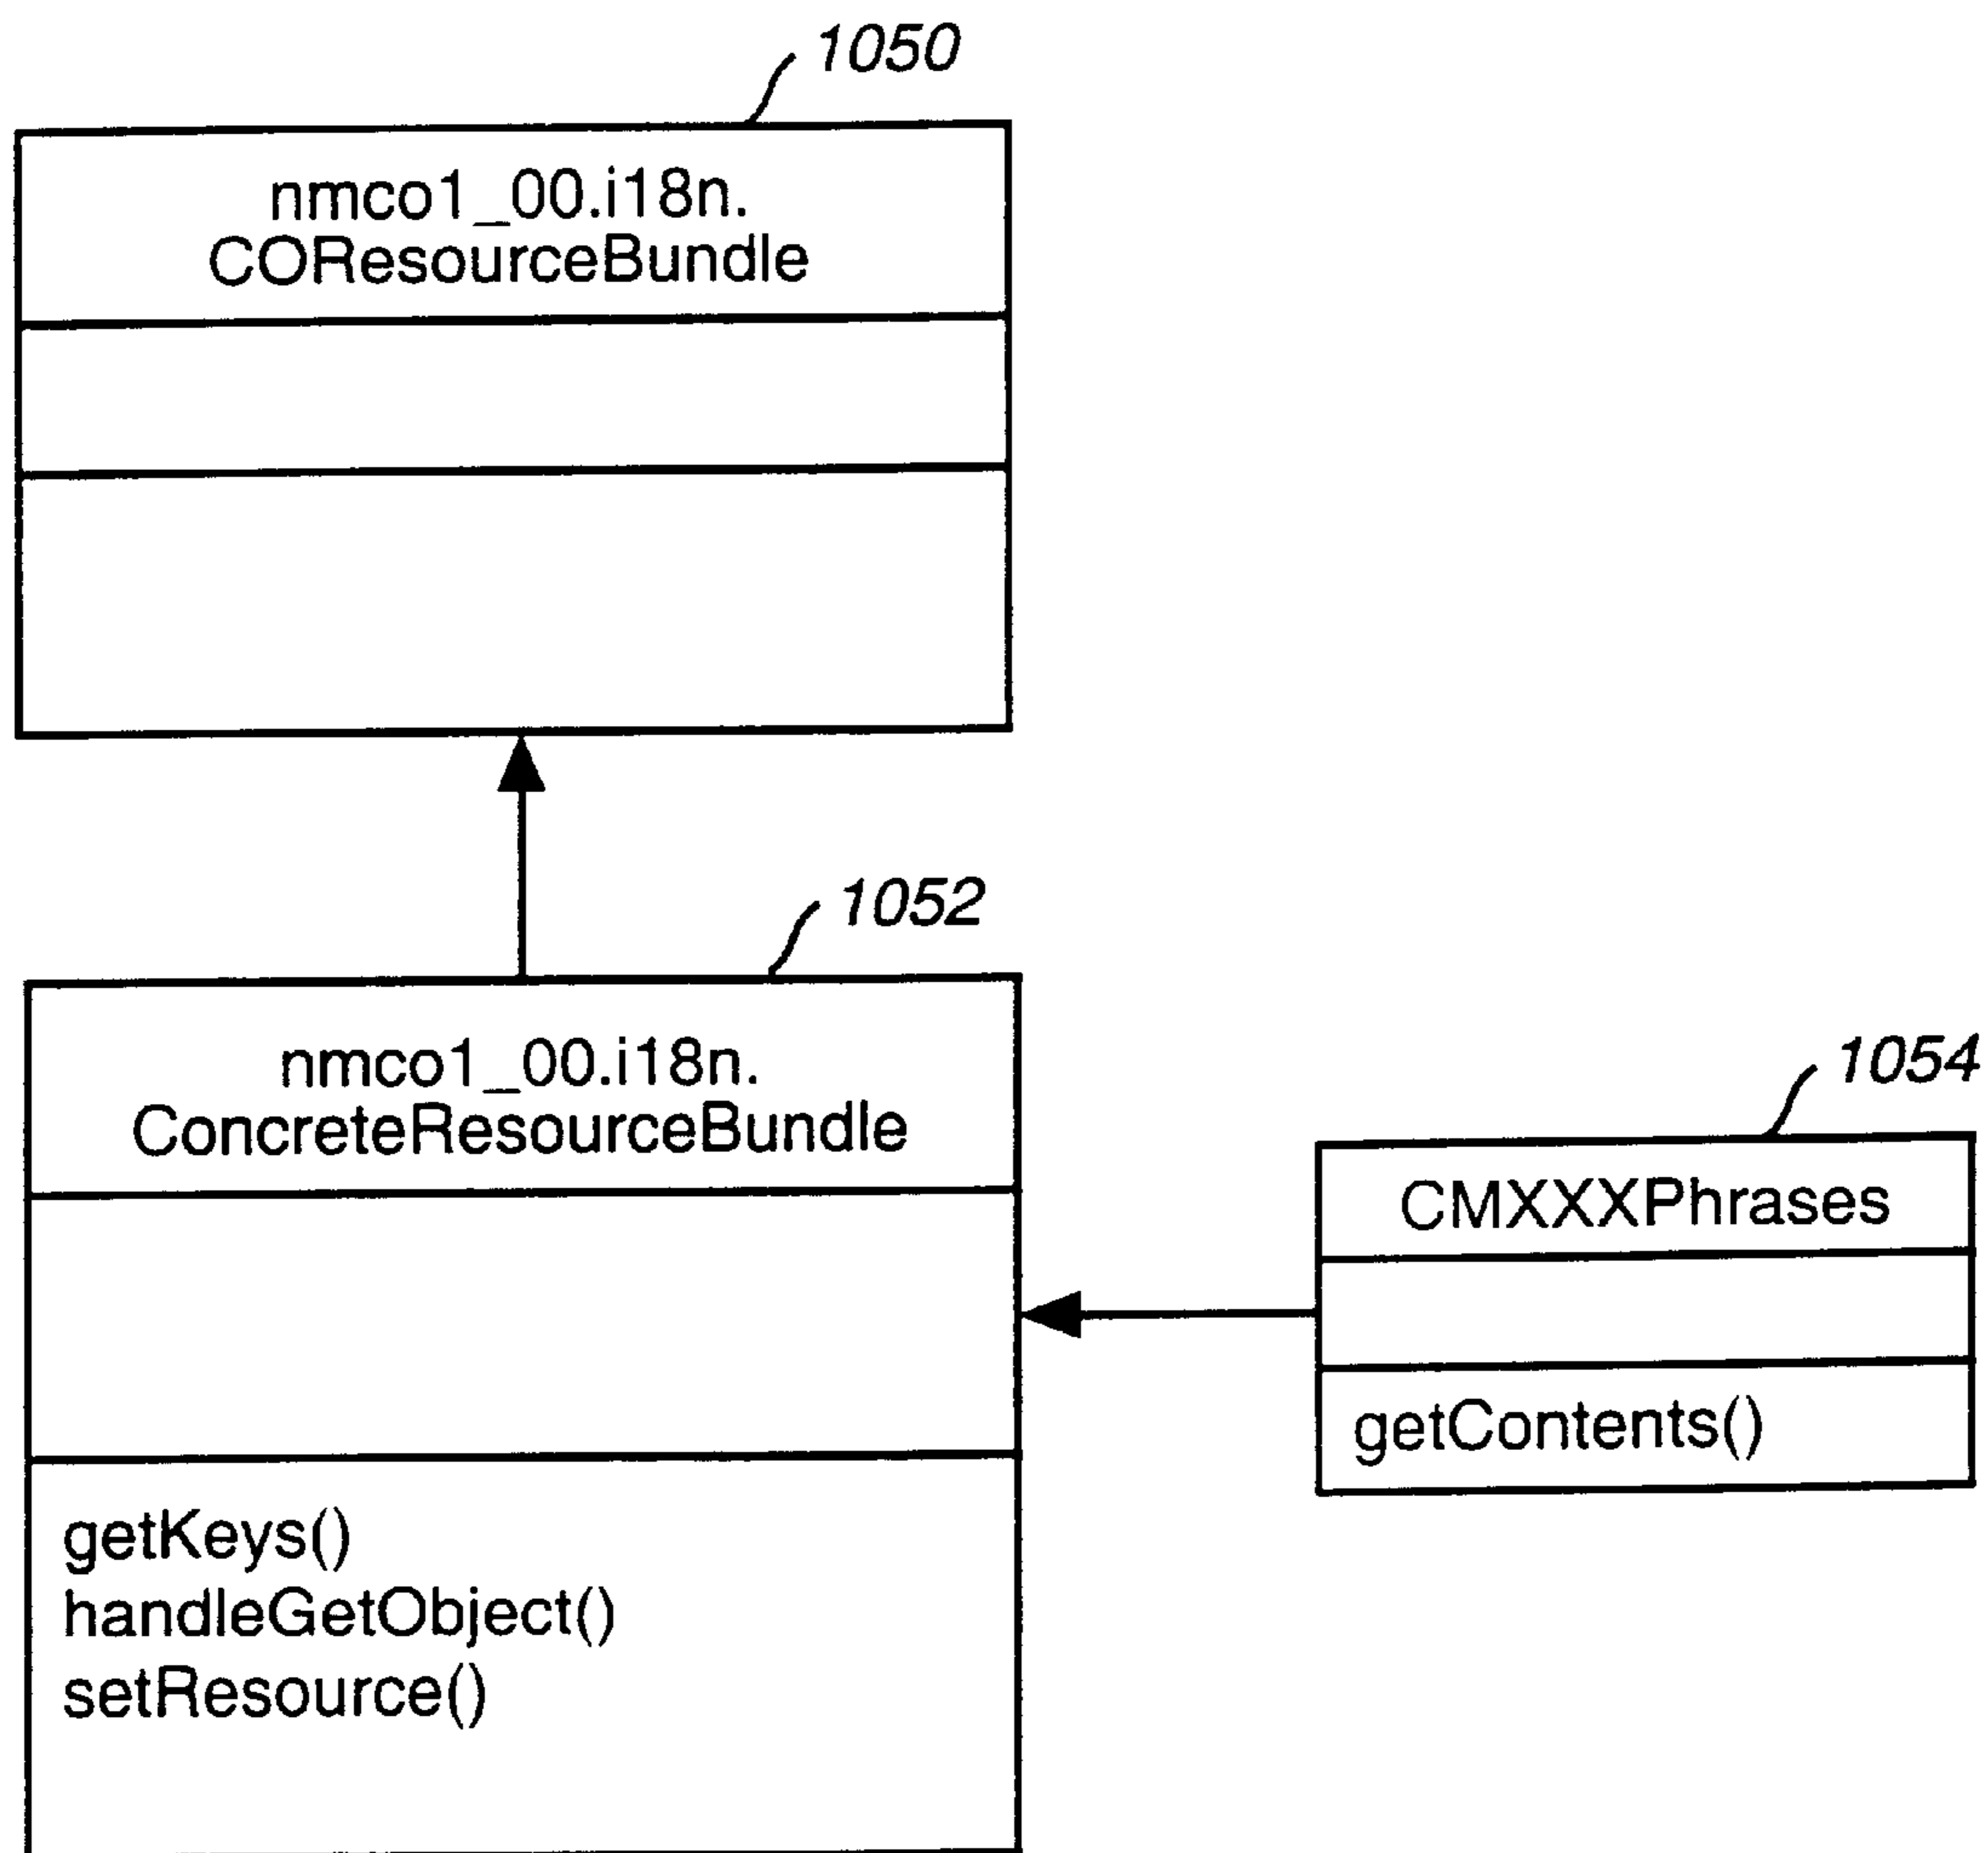 1050
nmco1_00.i18n.
COResourceBundle
1052
nmco1_00.i18n.
ConcreteResourceBundle
getKeys()
handleGetObject()
setResource()
1054
CMXXXPhrases
getContents()